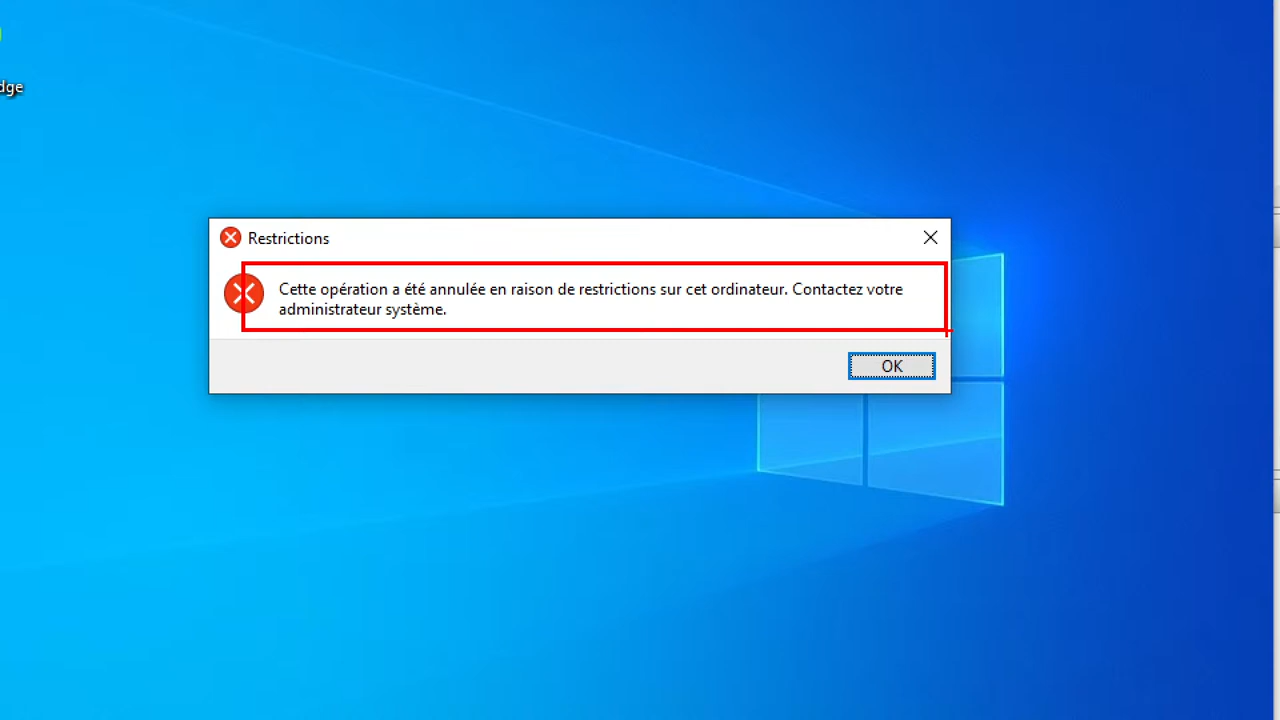 dge
Restrictions
Cette opération a été annulée en raison de restrictions sur cet ordinateur. Contactez votre
administrateur système.
OK